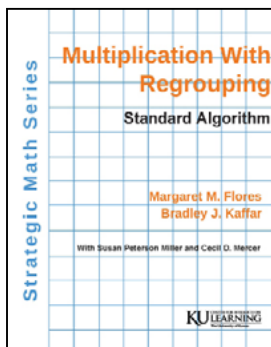 Strategic Math Series
Multiplication With
Regrouping
Standard Algorithm
Margaret M. Flores
Bradley J. Kaffar
With Susan Peterson Miller and Cecil D. Mercer
KU
LEARNING